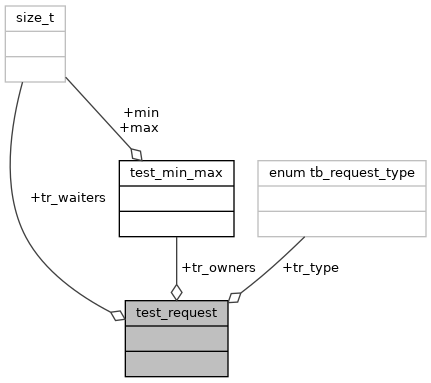 size_t
+min
+max
test_min_max
enum tb_request_type
+tr_waiters
+tr_owners
+tr_type
test_request